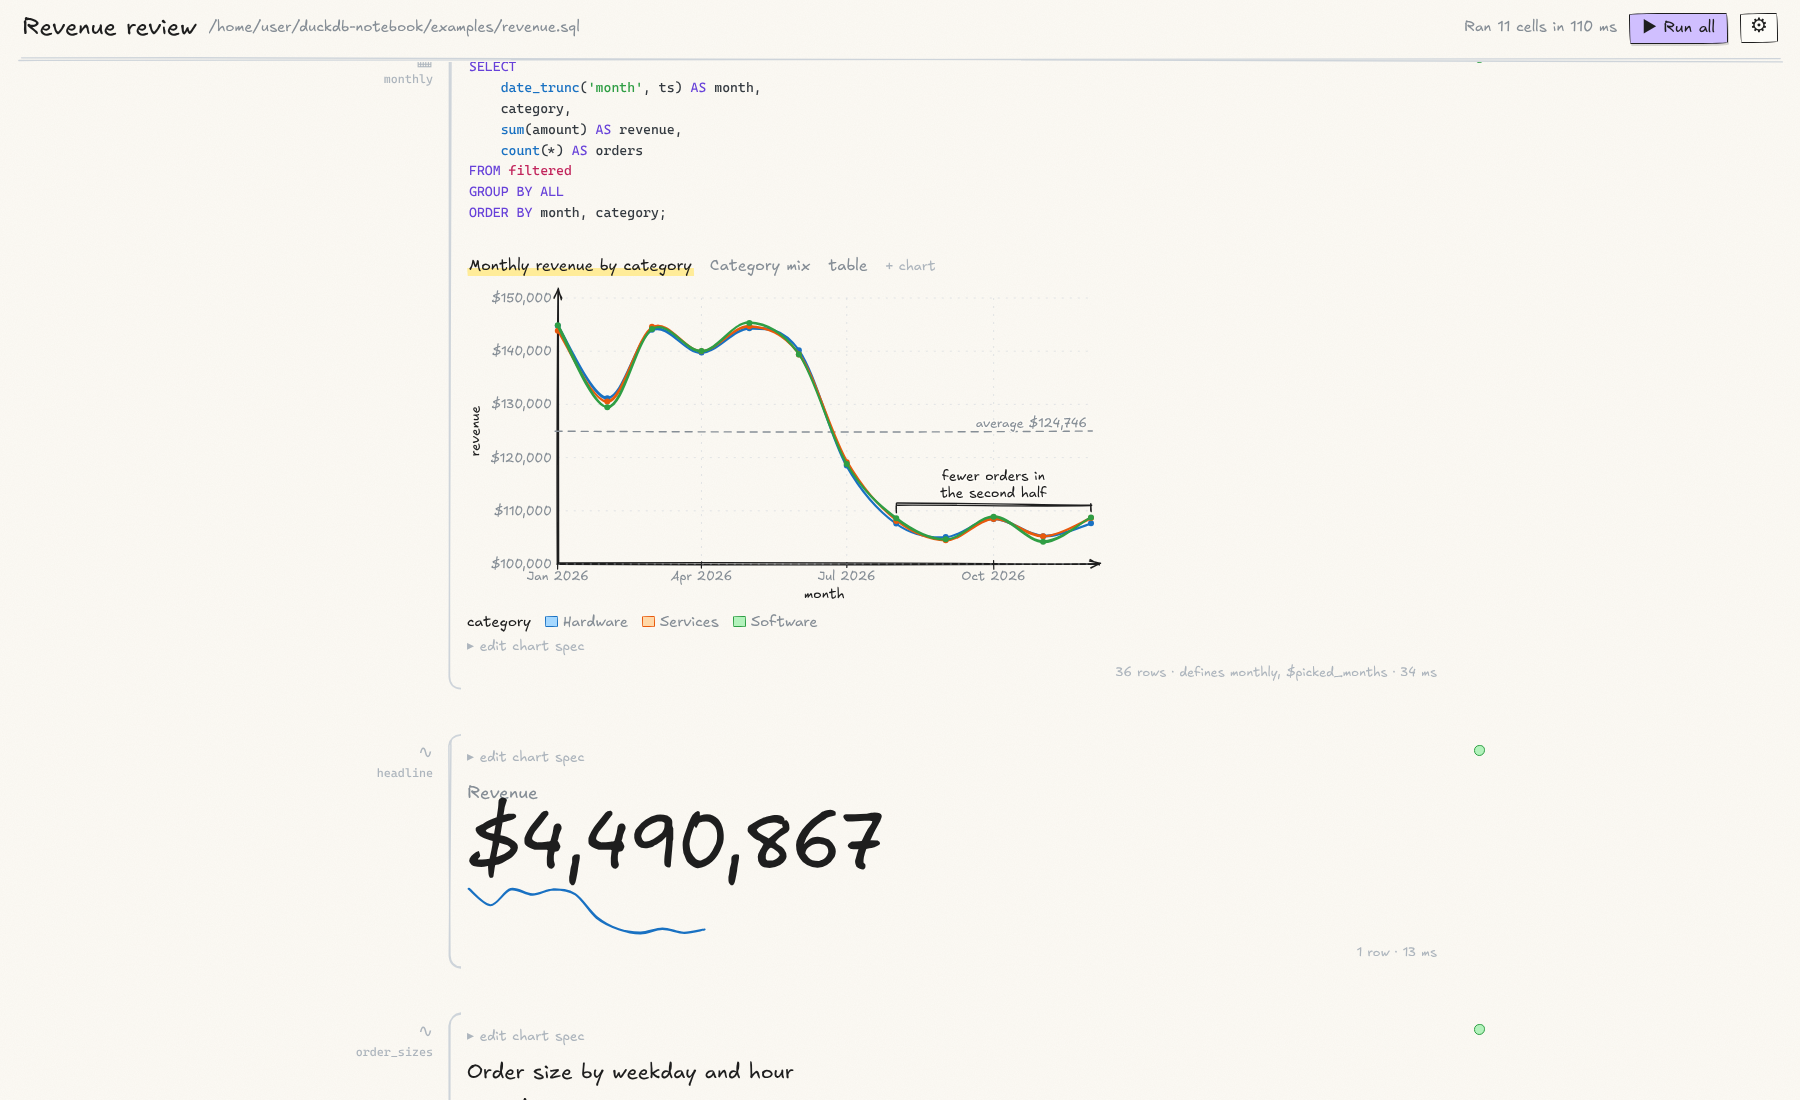 Revenue review /home/user/duckdb-notebook/examples/revenue.sql
Ran 11 cells in 110 ms
Run all
monthly
SELECT
date_trunc('month', ts) AS month,
category,
sum(amount) AS revenue,
count(*) AS orders
FROM filtered
GROUP BY ALL
ORDER BY month, category;
Monthly revenue by category
Category mix
table
+ chart
$150,000
$140,000
$130,000
$120,000
$110,000
$100,000
revenue
average $124,746
fewer orders in
the second half
Jan 2026
Apr 2026
Jul 2026
Oct 2026
month
category
Hardware
Services
Software
edit chart spec
36 rows · defines monthly, $picked_months · 34 ms
headline
edit chart spec
Revenue
$4,490,867
1 row · 13 ms
order_sizes
edit chart spec
Order size by weekday and hour